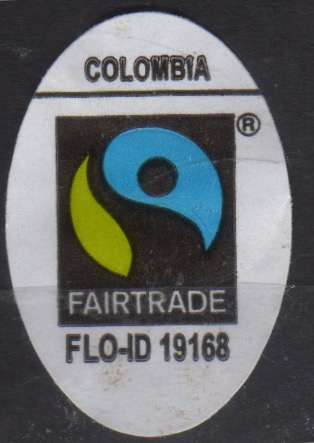 COLOMBIA
®
FAIRTRADE
FLO-ID 19168